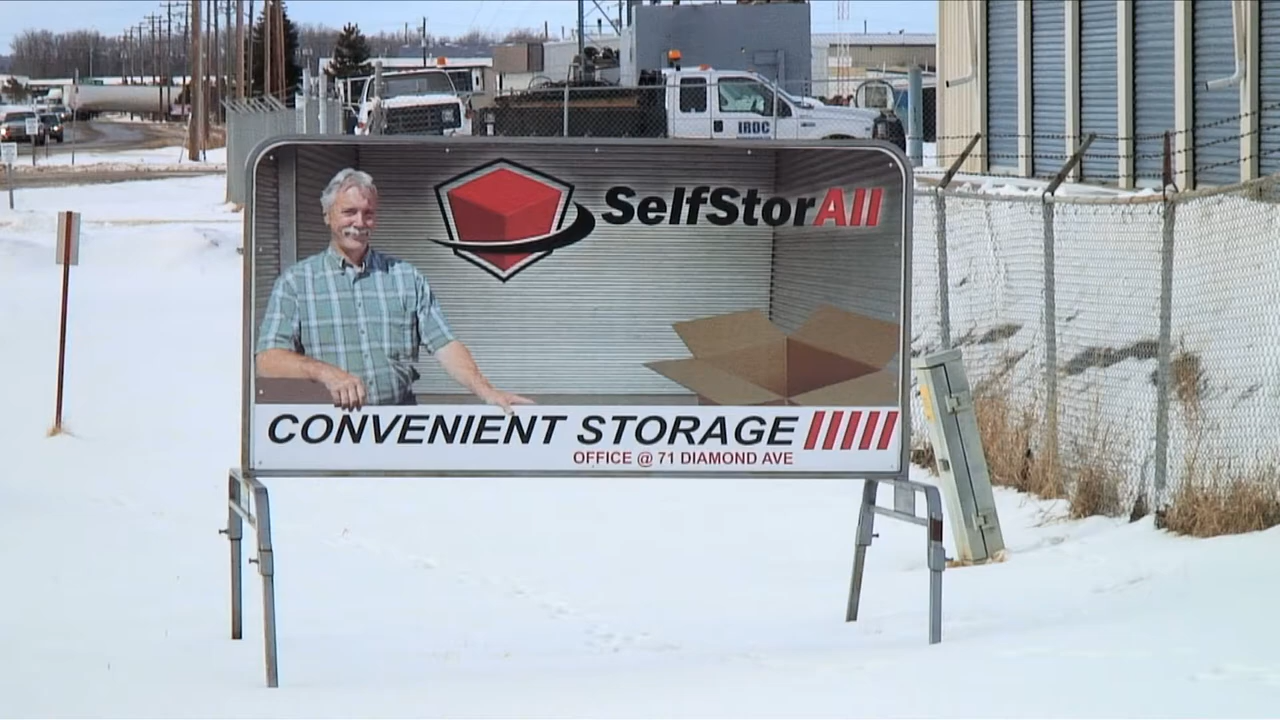 IROC
SelfStorAll
CONVENIENT STORAGE
OFFICE @ 71 DIAMOND AVE